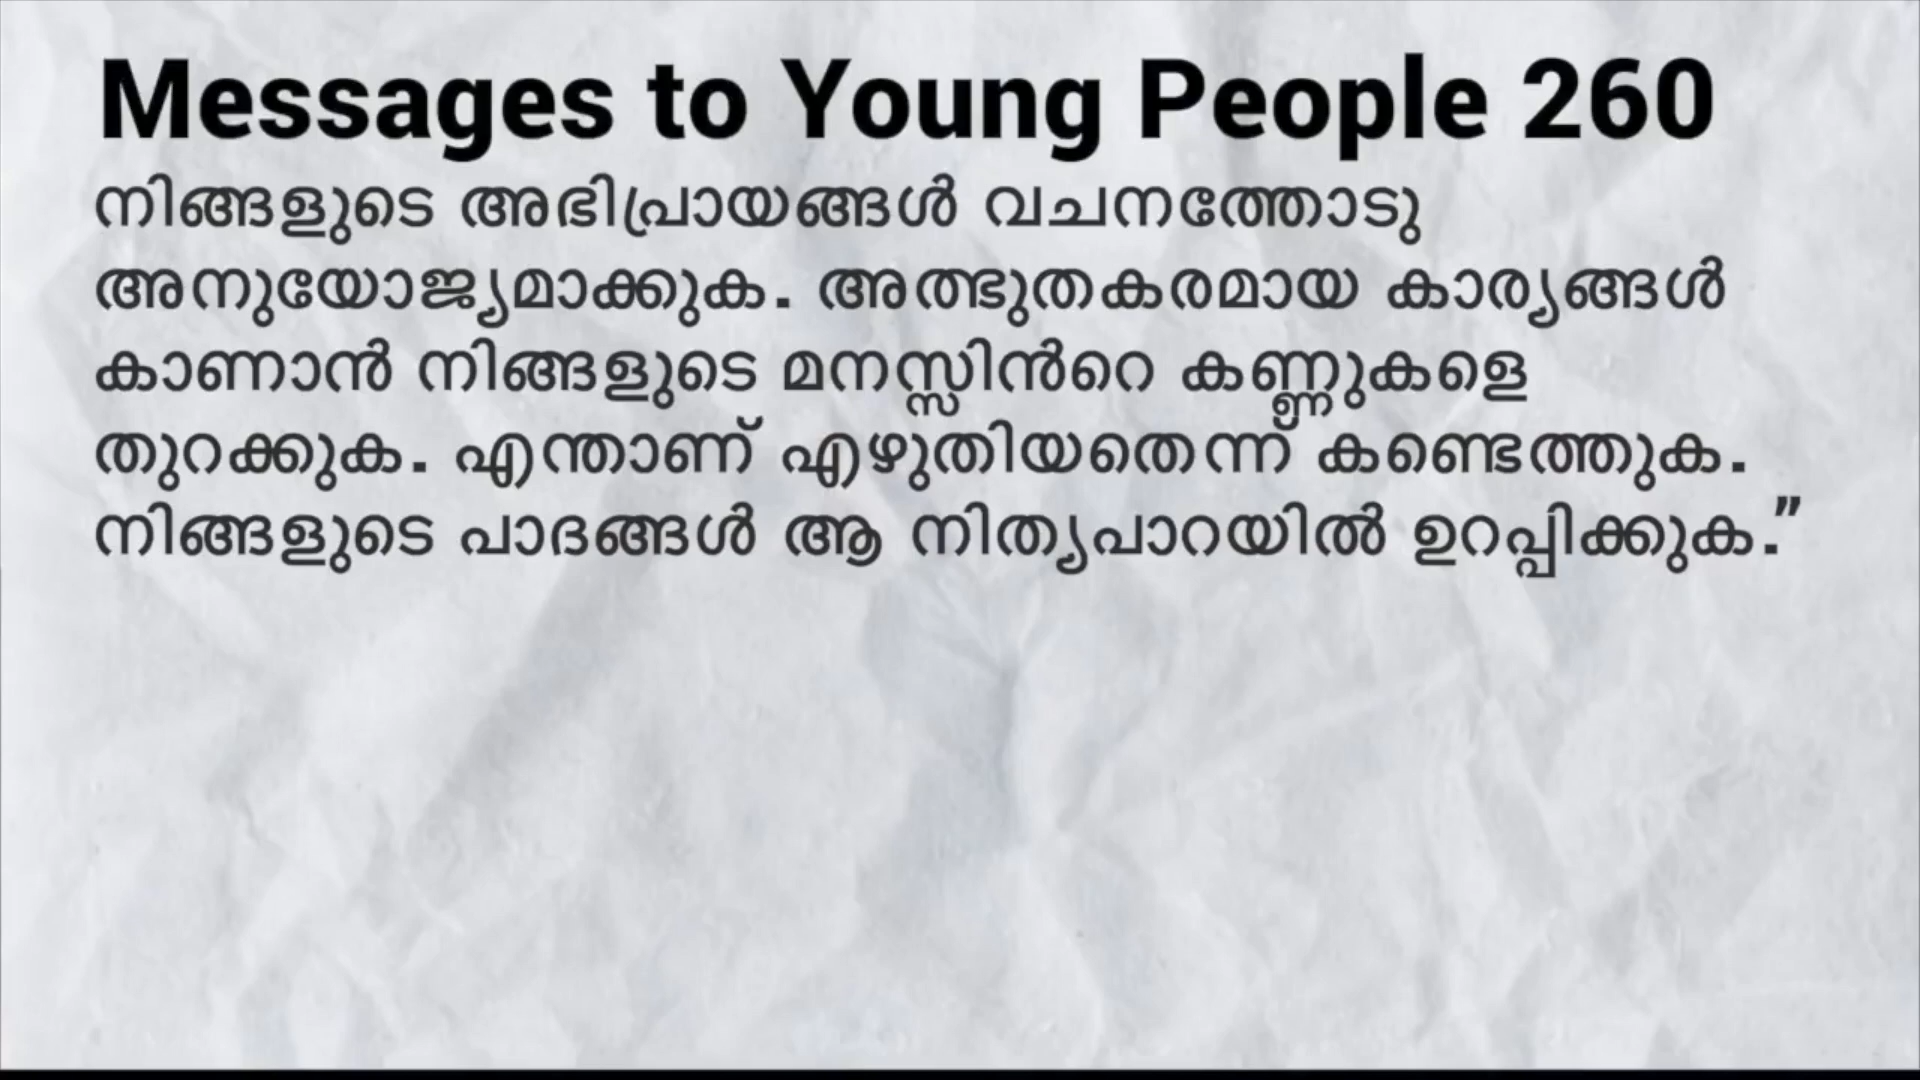 Messages to Young People 260
നിങ്ങളുടെ അഭിപ്രായങ്ങൾ വചനത്തോടു
അനുയോജ്യമാക്കുക. അത്ഭുതകരമായ കാര്യങ്ങൾ
കാണാൻ നിങ്ങളുടെ മനസ്സിൻറെ കണ്ണുകളെ
തുറക്കുക. എന്താണ് എഴുതിയതെന്ന് കണ്ടെത്തുക.
നിങ്ങളുടെ പാദങ്ങൾ ആ നിത്യപാറയിൽ ഉറപ്പിക്കുക.”